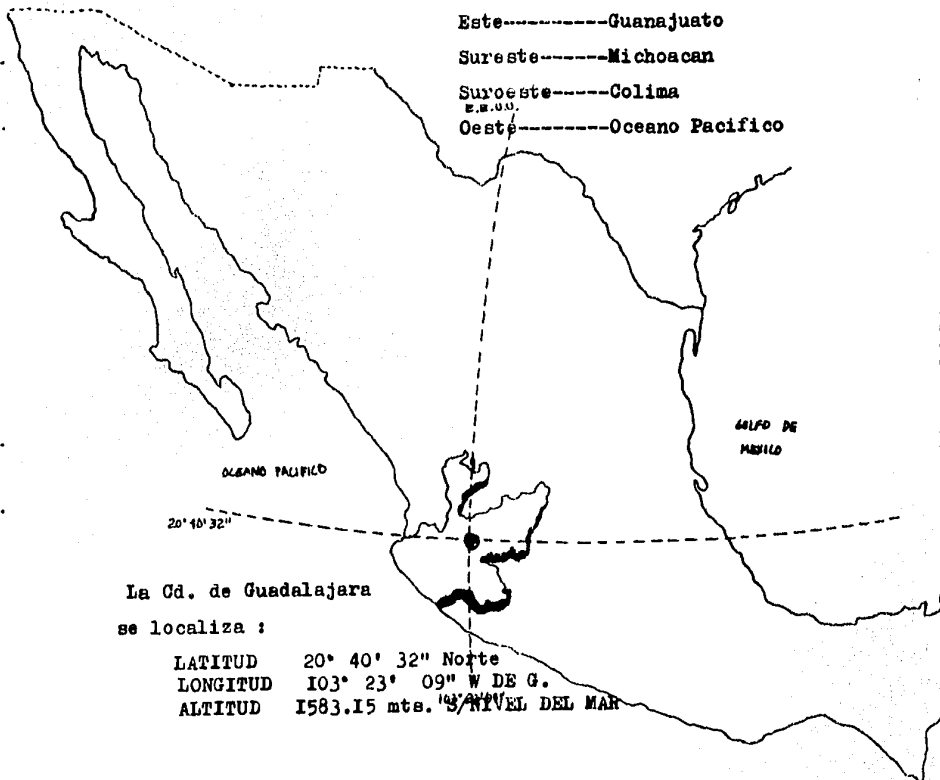 Este----------Guanajuato
Sureste-------Michoacan
Suroeste-----Colima
E.E.U.U.
Oeste--------Oceano Pacifico
GOLFO DE
MEXICO
OCEANO PACIFICO
20° 40' 32"
La Cd. de Guadalajara
se localiza :
LATITUD 20° 40' 32" Norte
LONGITUD I03° 23' 09" W DE G.
ALTITUD I583.I5 mts. S/NIVEL DEL MAR